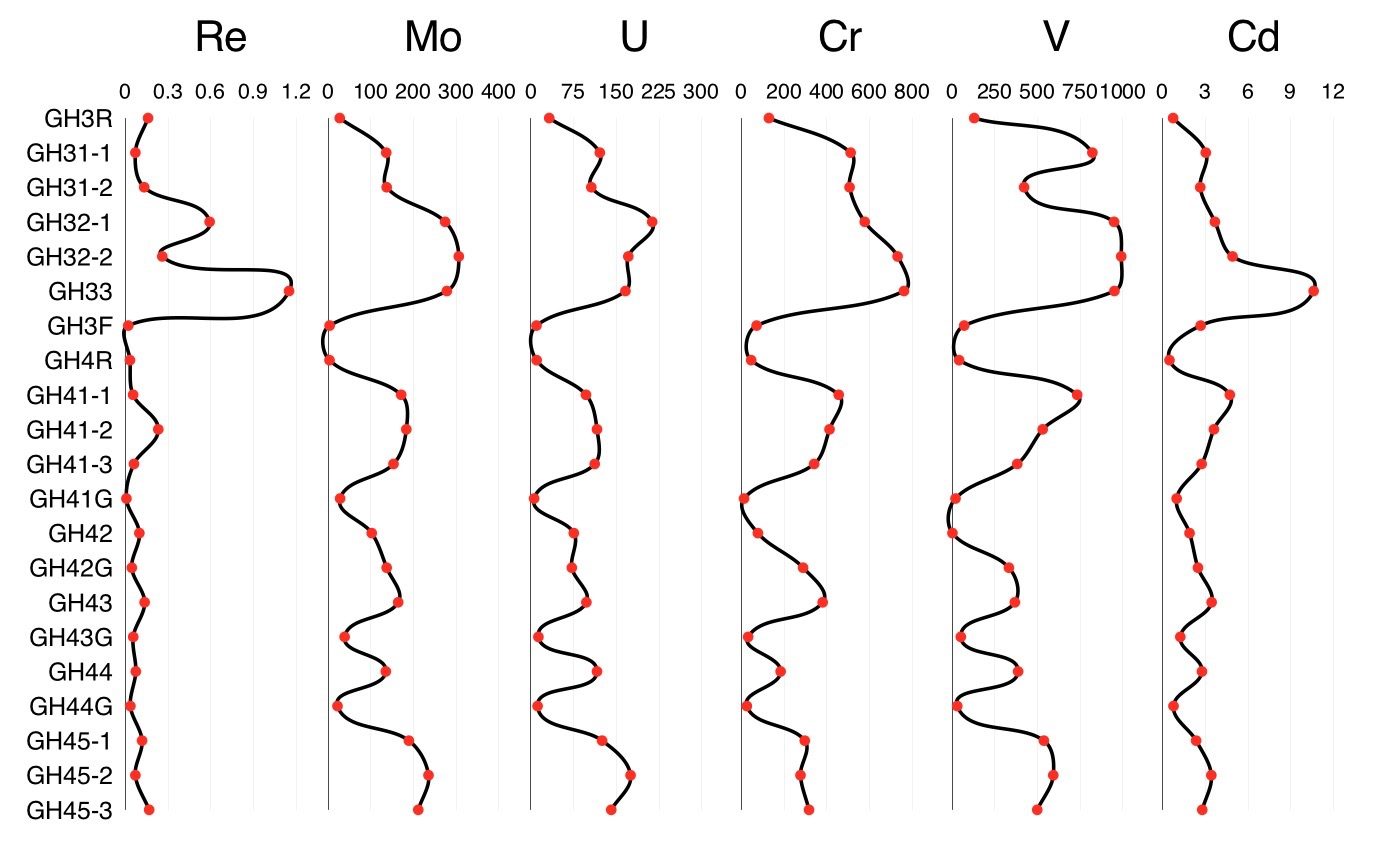 Re Mo U Cr V Cd
0 0.3 0.6 0.9 1.2 0 100 200 300 400 0 75 150 225 300 0 200 400 600 800 0 250 500 750 1000 0 3 6 9 12
GH3R
GH31-1
GH31-2
GH32-1
GH32-2
GH33
GH3F
GH4R
GH41-1
GH41-2
GH41-3
GH41G
GH42
GH42G
GH43
GH43G
GH44
GH44G
GH45-1
GH45-2
GH45-3